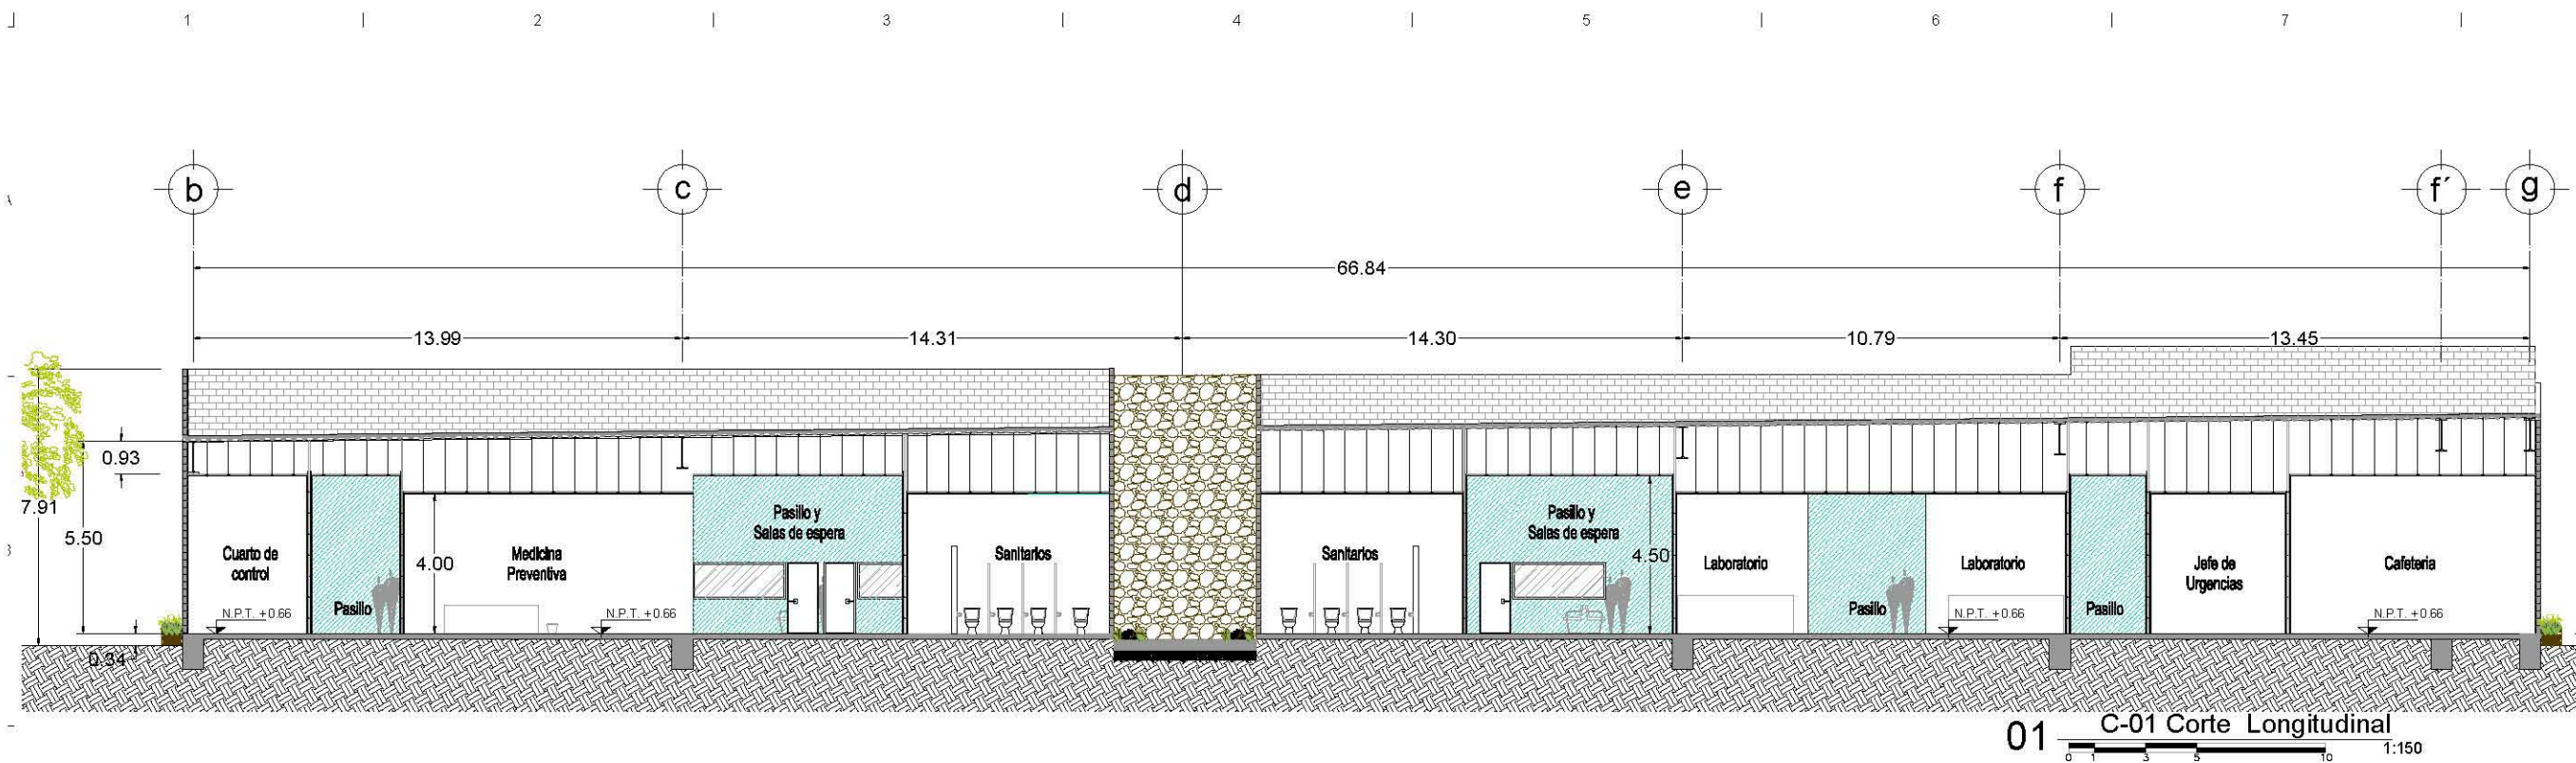 1 2 3 4 5 6 7
A
b c d e f f´ g
66.84
13.99 14.31 14.30 10.79 13.45
0.93
7.91
5.50
4.00
Pasillo y
Salas de espera
Pasillo y
Salas de espera
4.50
Cuarto de
control
Medicina
Preventiva
Sanitarios
Sanitarios
Laboratorio
Laboratorio
Jefe de
Urgencias
Cafeteria
Pasillo
Pasillo
Pasillo
N.P.T. +0.66
N.P.T. +0.66
N.P.T. +0.66
N.P.T. +0.66
0.34
01
C-01 Corte Longitudinal
0 1 3 5 10
1:150